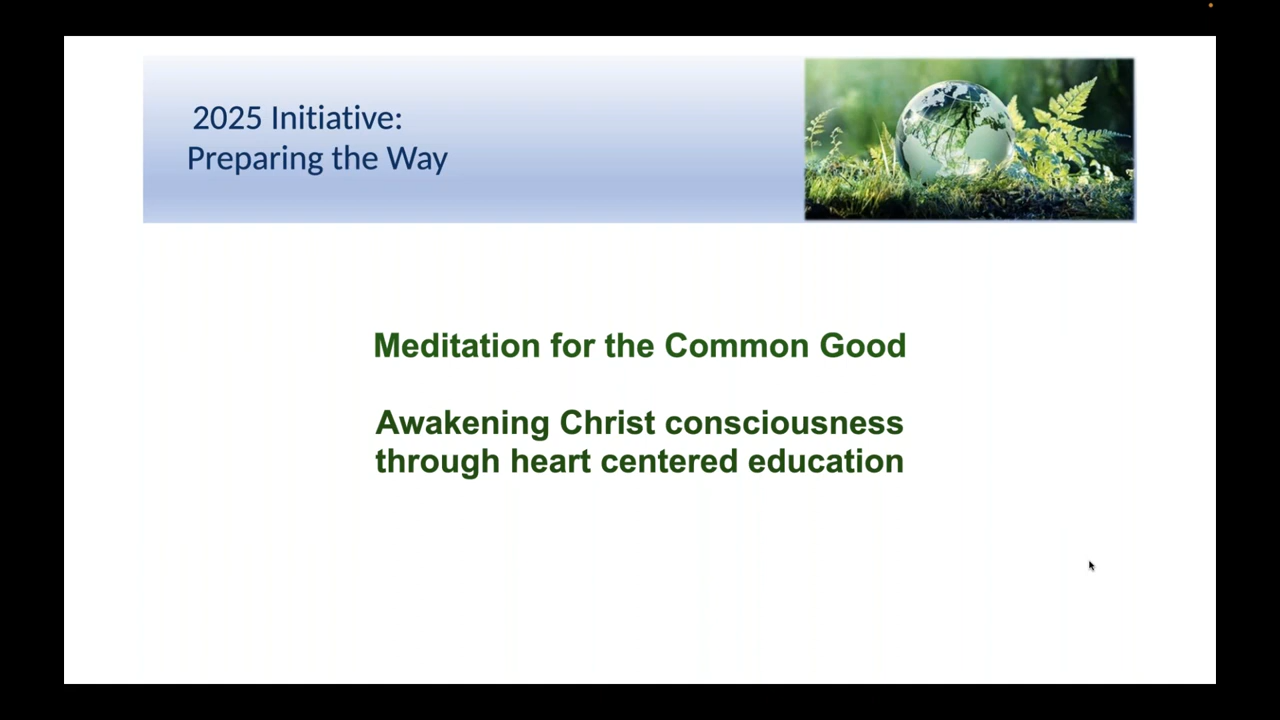 2025 Initiative:
Preparing the Way
Meditation for the Common Good
Awakening Christ consciousness
through heart centered education